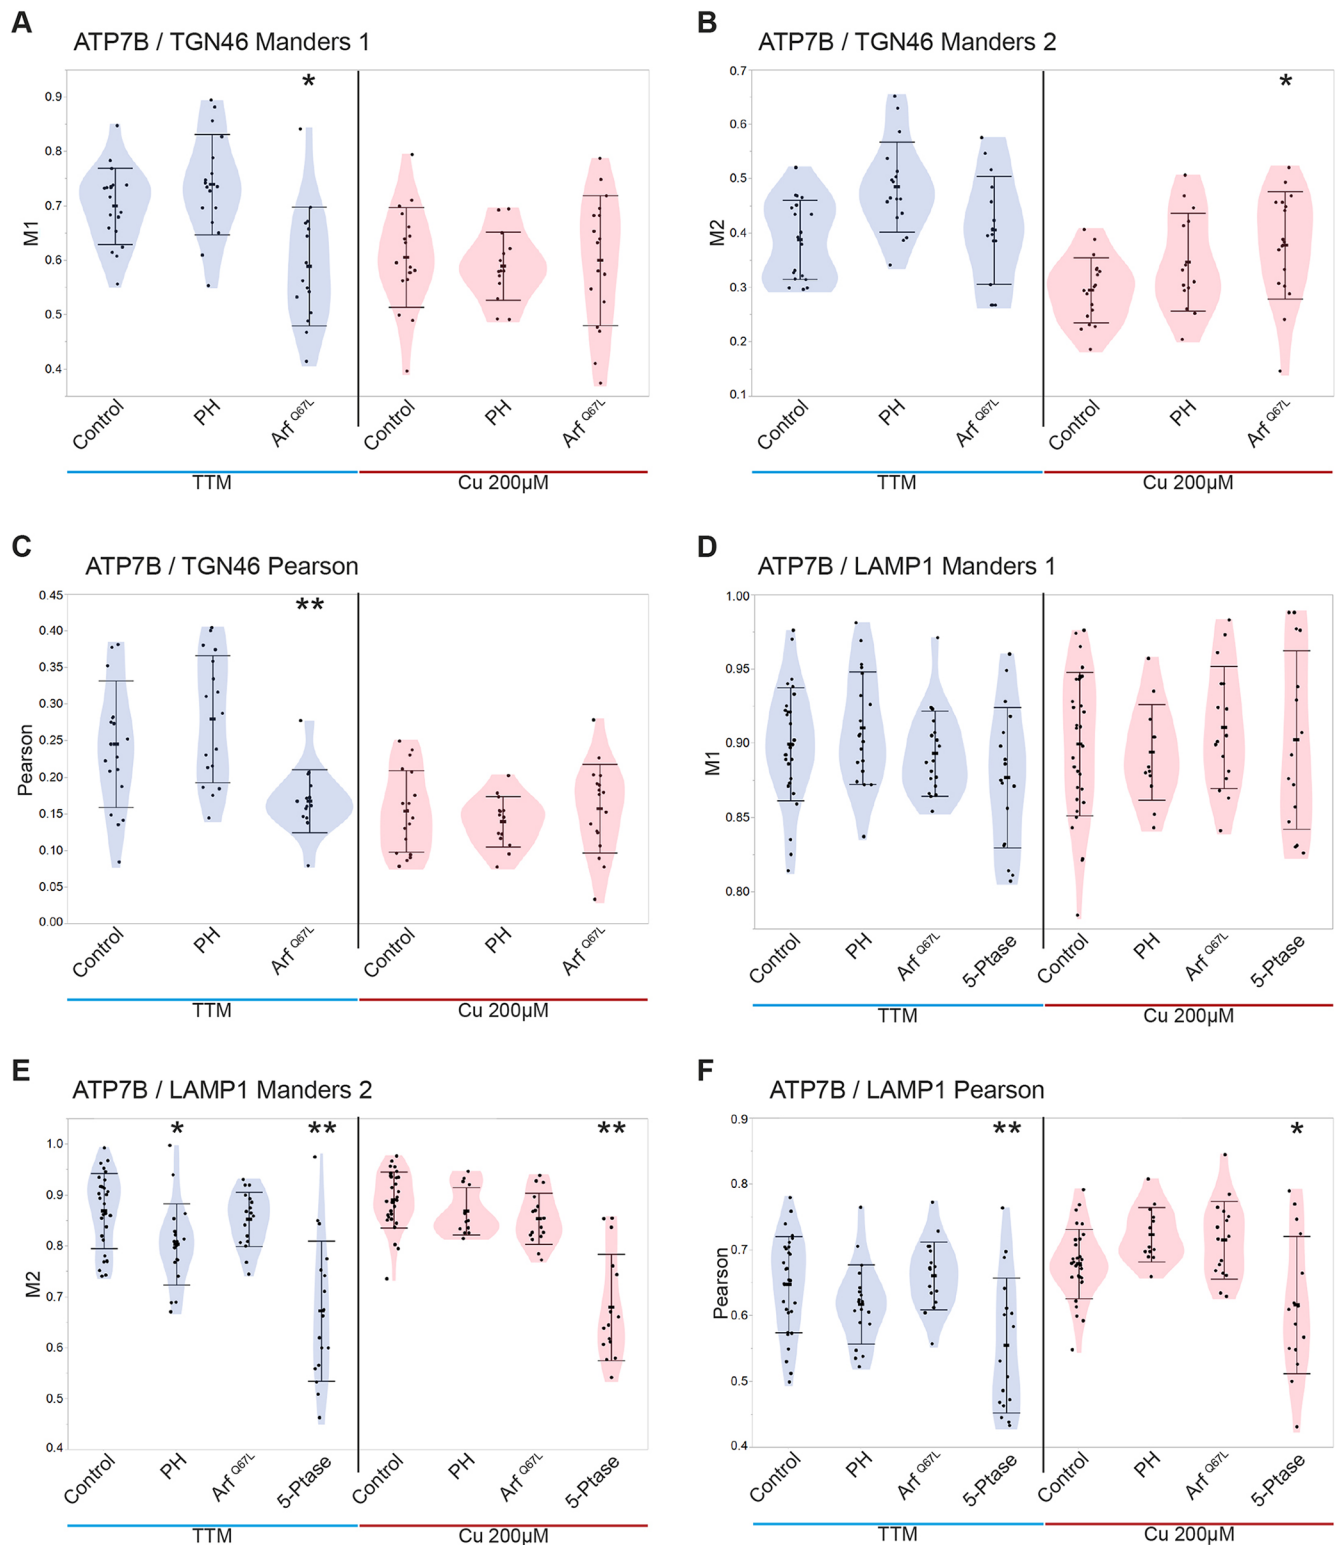 A
ATP7B / TGN46 Manders 1
*
M1
0.9
0.8
0.7
0.6
0.5
0.4
Control
PH
Arf Q67L
Control
PH
Arf Q67L
TTM
Cu 200µM
B
ATP7B / TGN46 Manders 2
*
M2
0.7
0.6
0.5
0.4
0.3
0.2
0.1
Control
PH
Arf Q67L
Control
PH
Arf Q67L
TTM
Cu 200µM
C
ATP7B / TGN46 Pearson
**
Pearson
0.45
0.40
0.35
0.30
0.25
0.20
0.15
0.10
0.05
0.00
Control
PH
Arf Q67L
Control
PH
Arf Q67L
TTM
Cu 200µM
D
ATP7B / LAMP1 Manders 1
M1
1.00
0.95
0.90
0.85
0.80
Control
PH
Arf Q67L
5-Ptase
Control
PH
Arf Q67L
5-Ptase
TTM
Cu 200µM
E
ATP7B / LAMP1 Manders 2
*
**
**
M2
1.0
0.9
0.8
0.7
0.6
0.5
0.4
Control
PH
Arf Q67L
5-Ptase
Control
PH
Arf Q67L
5-Ptase
TTM
Cu 200µM
F
ATP7B / LAMP1 Pearson
**
*
Pearson
0.9
0.8
0.7
0.6
0.5
0.4
Control
PH
Arf Q67L
5-Ptase
Control
PH
Arf Q67L
5-Ptase
TTM
Cu 200µM